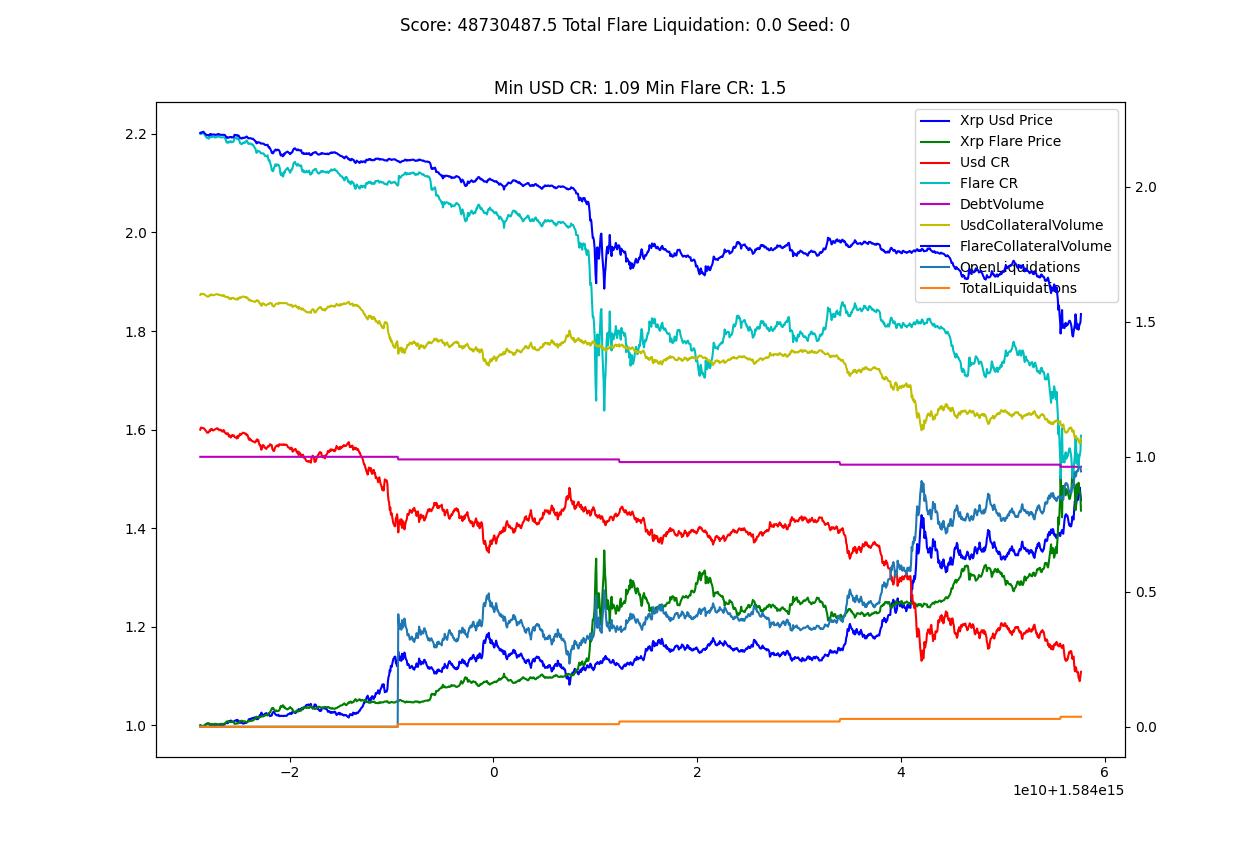 Score: 48730487.5 Total Flare Liquidation: 0.0 Seed: 0
Min USD CR: 1.09 Min Flare CR: 1.5
Xrp Usd Price
Xrp Flare Price
Usd CR
Flare CR
DebtVolume
UsdCollateralVolume
FlareCollateralVolume
OpenLiquidations
TotalLiquidations
2.2
2.0
1.8
1.6
1.4
1.2
1.0
2.0
1.5
1.0
0.5
0.0
−2
0
2
4
6
1e10+1.584e15